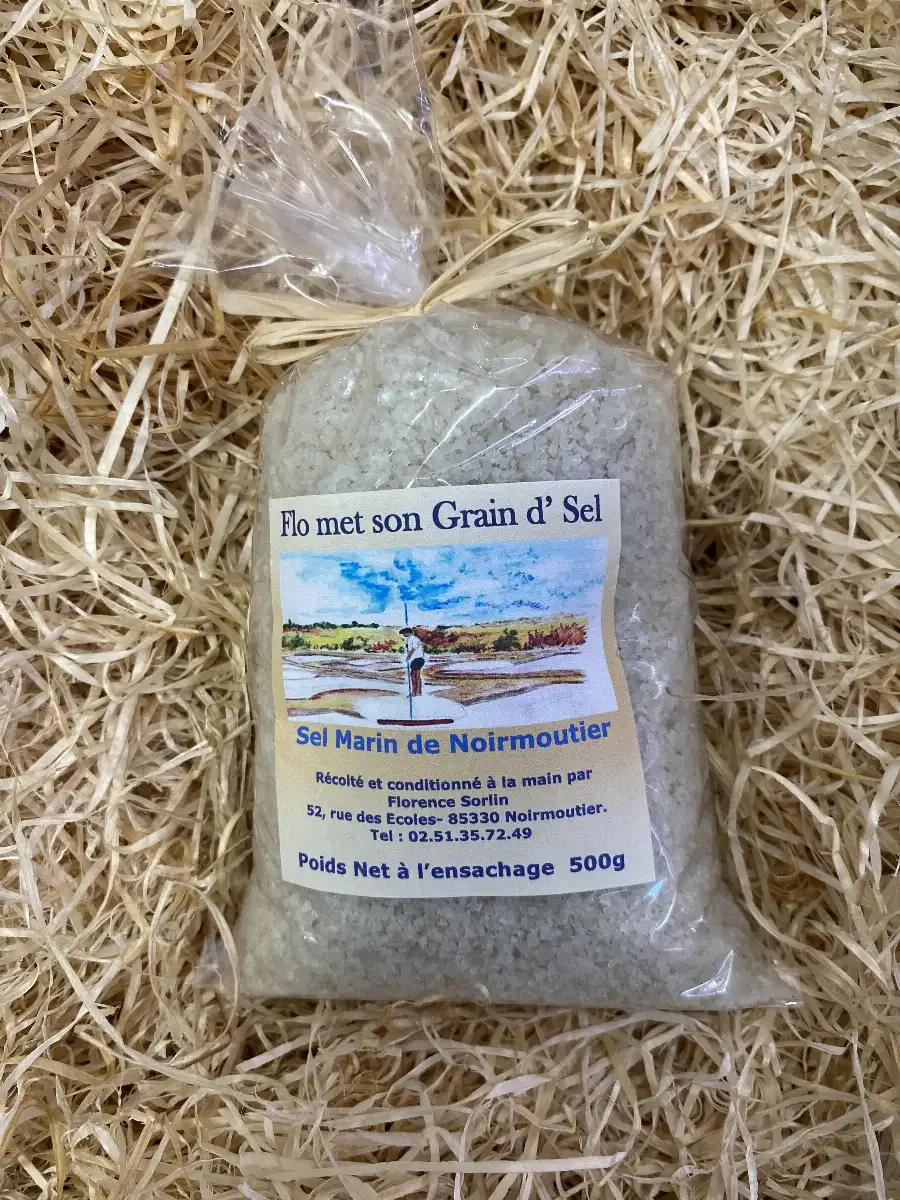 Flo met son Grain d' Sel
Sel Marin de Noirmoutier
Récolté et conditionné à la main par
Florence Sorlin
52, rue des Ecoles- 85330 Noirmoutier.
Tel : 02.51.35.72.49
Poids Net à l'ensachage 500g